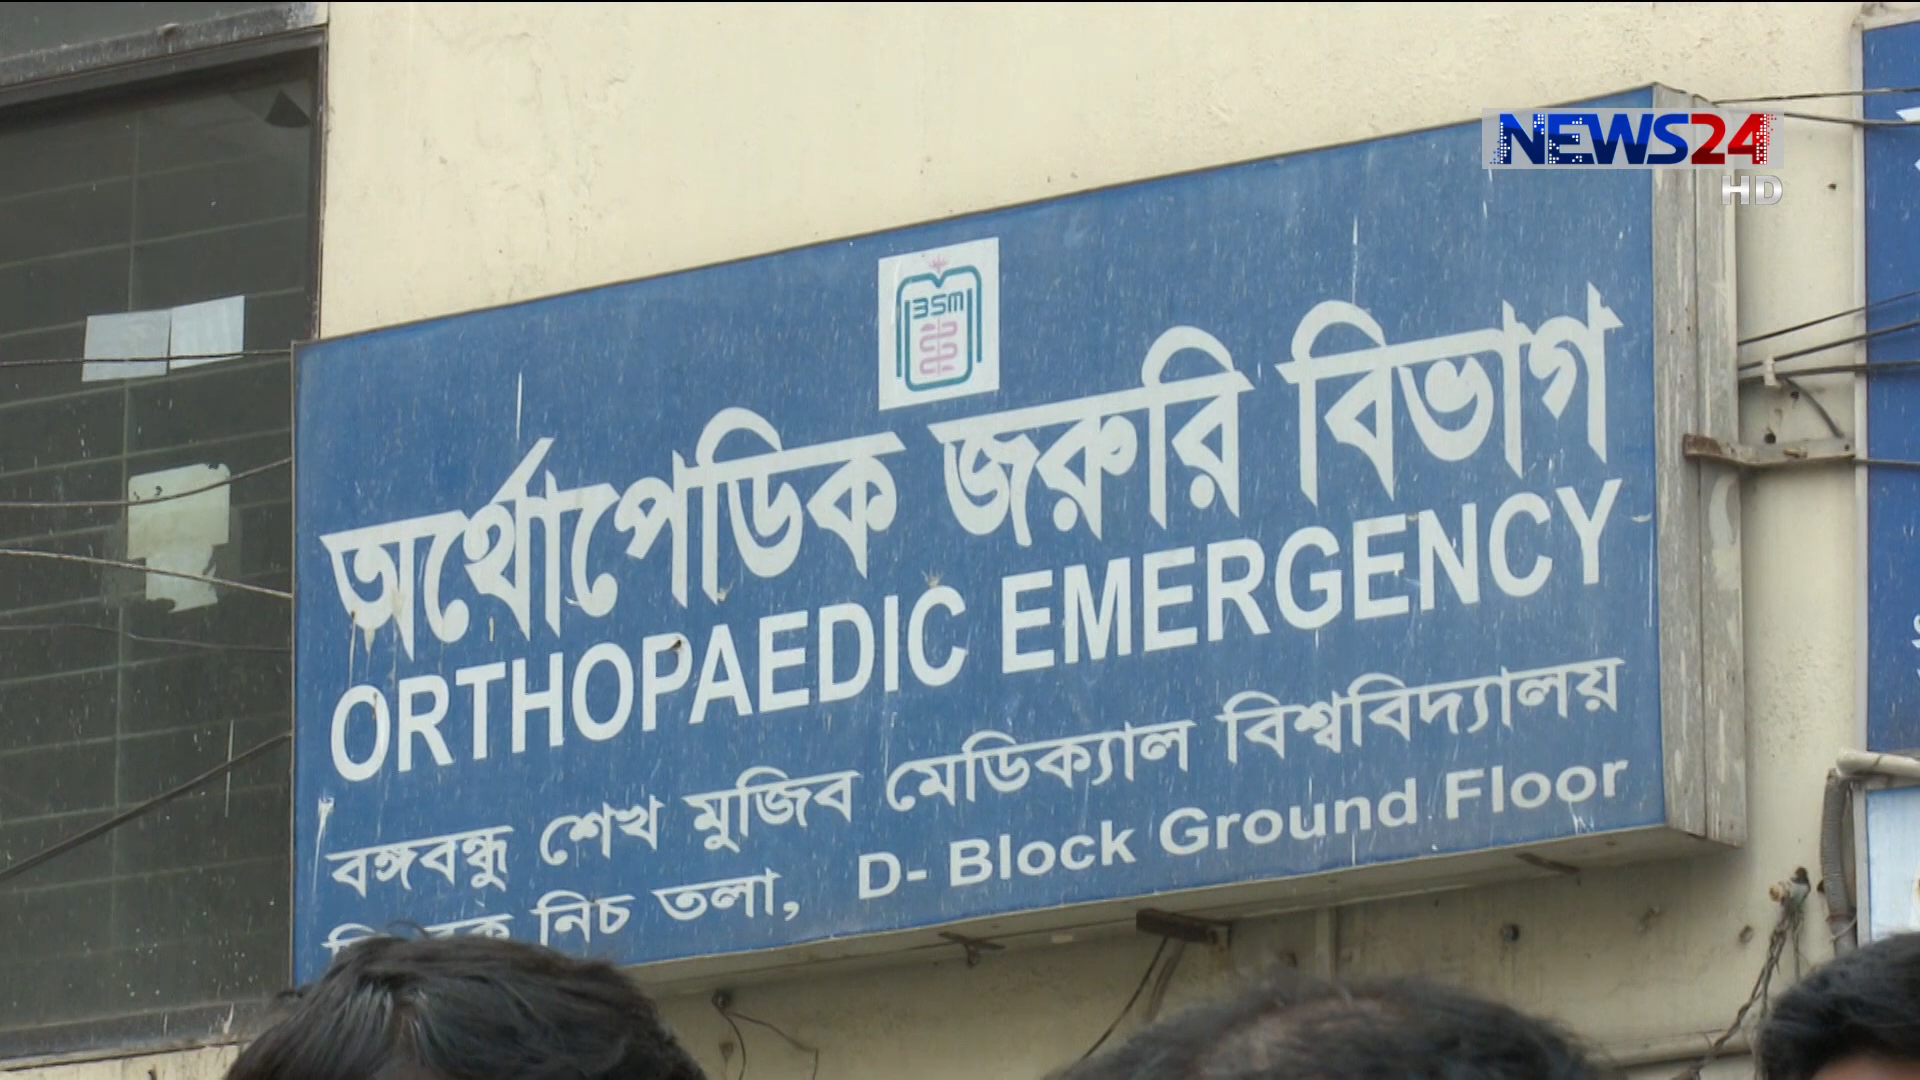 NEWS24
HD
BSM
অর্থোপেডিক জরুরি বিভাগ
ORTHOPAEDIC EMERGENCY
বঙ্গবন্ধু শেখ মুজিব মেডিক্যাল বিশ্ববিদ্যালয়
নিচ তলা, D- Block Ground Floor